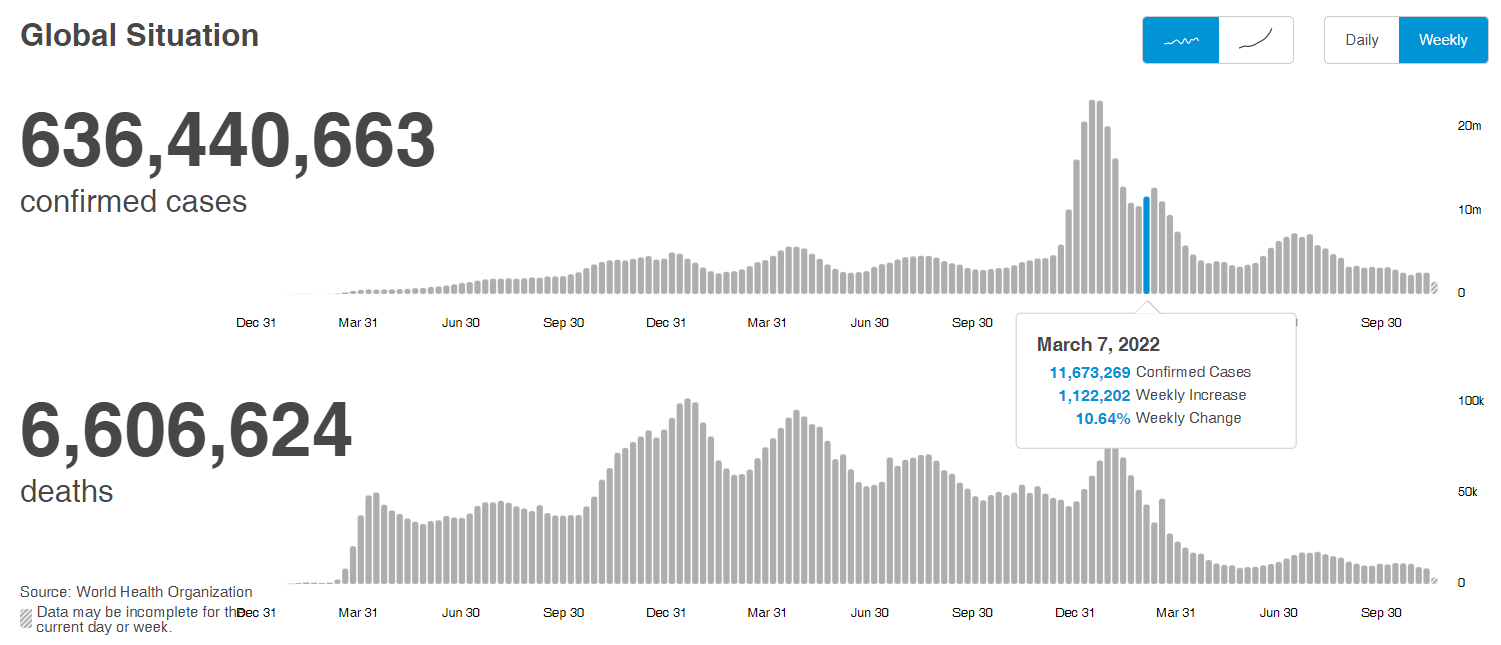 Global Situation
Daily
Weekly
636,440,663
confirmed cases
20m
10m
0
Dec 31
Mar 31
Jun 30
Sep 30
Dec 31
Mar 31
Jun 30
Sep 30
Sep 30
March 7, 2022
11,673,269 Confirmed Cases
1,122,202 Weekly Increase
10.64% Weekly Change
6,606,624
deaths
100k
50k
0
Source: World Health Organization
Data may be incomplete for the
current day or week.
Dec 31
Mar 31
Jun 30
Sep 30
Dec 31
Mar 31
Jun 30
Sep 30
Dec 31
Mar 31
Jun 30
Sep 30